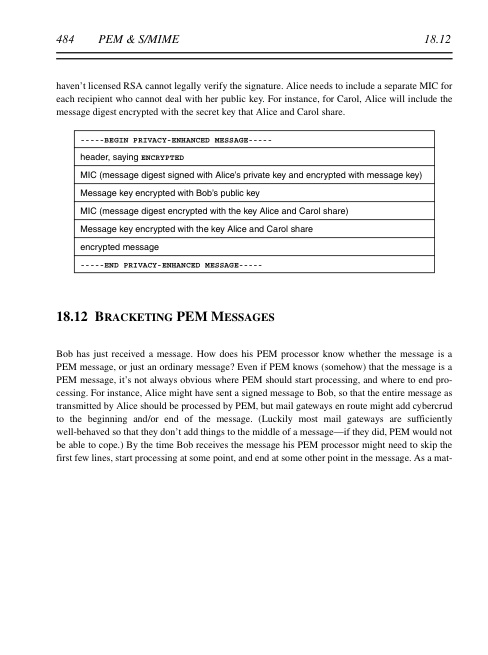 484 PEM & S/MIME 18.12
haven’t licensed RSA cannot legally verify the signature. Alice needs to include a separate MIC for
each recipient who cannot deal with her public key. For instance, for Carol, Alice will include the
message digest encrypted with the secret key that Alice and Carol share.
-----BEGIN PRIVACY-ENHANCED MESSAGE-----
header, saying ENCRYPTED
MIC (message digest signed with Alice’s private key and encrypted with message key)
Message key encrypted with Bob’s public key
MIC (message digest encrypted with the key Alice and Carol share)
Message key encrypted with the key Alice and Carol share
encrypted message
-----END PRIVACY-ENHANCED MESSAGE-----
18.12 BRACKETING PEM MESSAGES
Bob has just received a message. How does his PEM processor know whether the message is a
PEM message, or just an ordinary message? Even if PEM knows (somehow) that the message is a
PEM message, it’s not always obvious where PEM should start processing, and where to end pro-
cessing. For instance, Alice might have sent a signed message to Bob, so that the entire message as
transmitted by Alice should be processed by PEM, but mail gateways en route might add cybercrud
to the beginning and/or end of the message. (Luckily most mail gateways are sufficiently
well-behaved so that they don’t add things to the middle of a message—if they did, PEM would not
be able to cope.) By the time Bob receives the message his PEM processor might need to skip the
first few lines, start processing at some point, and end at some other point in the message. As a mat-